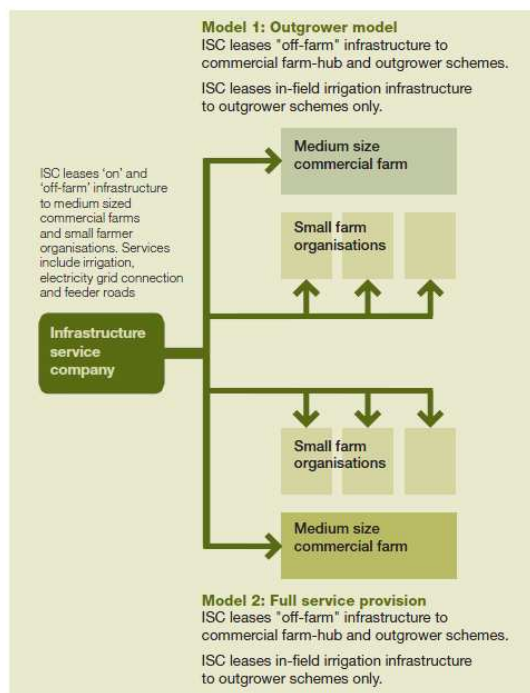 Model 1: Outgrower model
ISC leases "off-farm" infrastructure to
commercial farm-hub and outgrower schemes.
ISC leases in-field irrigation infrastructure
to outgrower schemes only.
Medium size
commercial farm
ISC leases ‘on’ and
‘off-farm’ infrastructure
to medium sized
commercial farms
and small farmer
organisations. Services
include irrigation,
electricity grid connection
and feeder roads
Small farm
organisations
Infrastructure
service
company
Small farm
organisations
Medium size
commercial farm
Model 2: Full service provision
ISC leases "off-farm" infrastructure to
commercial farm-hub and outgrower schemes.
ISC leases in-field irrigation infrastructure
to outgrower schemes only.